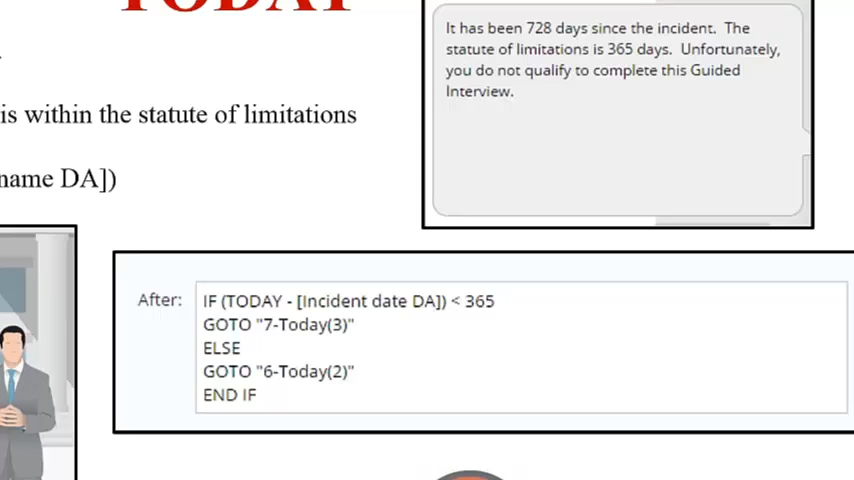 TODAY
It has been 728 days since the incident. The
statute of limitations is 365 days. Unfortunately,
you do not qualify to complete this Guided
Interview.
is within the statute of limitations
name DA])
After:
IF (TODAY - [Incident date DA]) < 365
GOTO "7-Today(3)"
ELSE
GOTO "6-Today(2)"
END IF